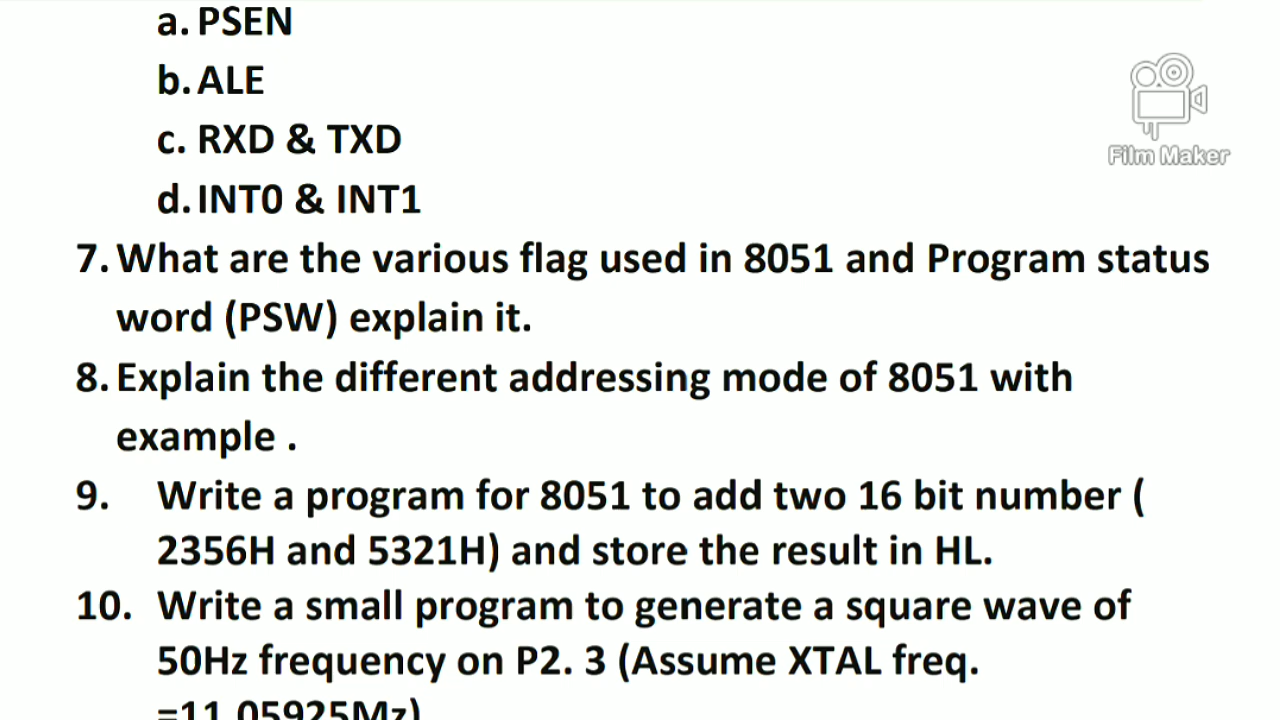 a. PSEN
b. ALE
c. RXD & TXD
d. INT0 & INT1
7. What are the various flag used in 8051 and Program status
word (PSW) explain it.
8. Explain the different addressing mode of 8051 with
example .
9. Write a program for 8051 to add two 16 bit number (
2356H and 5321H) and store the result in HL.
10. Write a small program to generate a square wave of
50Hz frequency on P2. 3 (Assume XTAL freq.
=11.05925Mz)
Film Maker